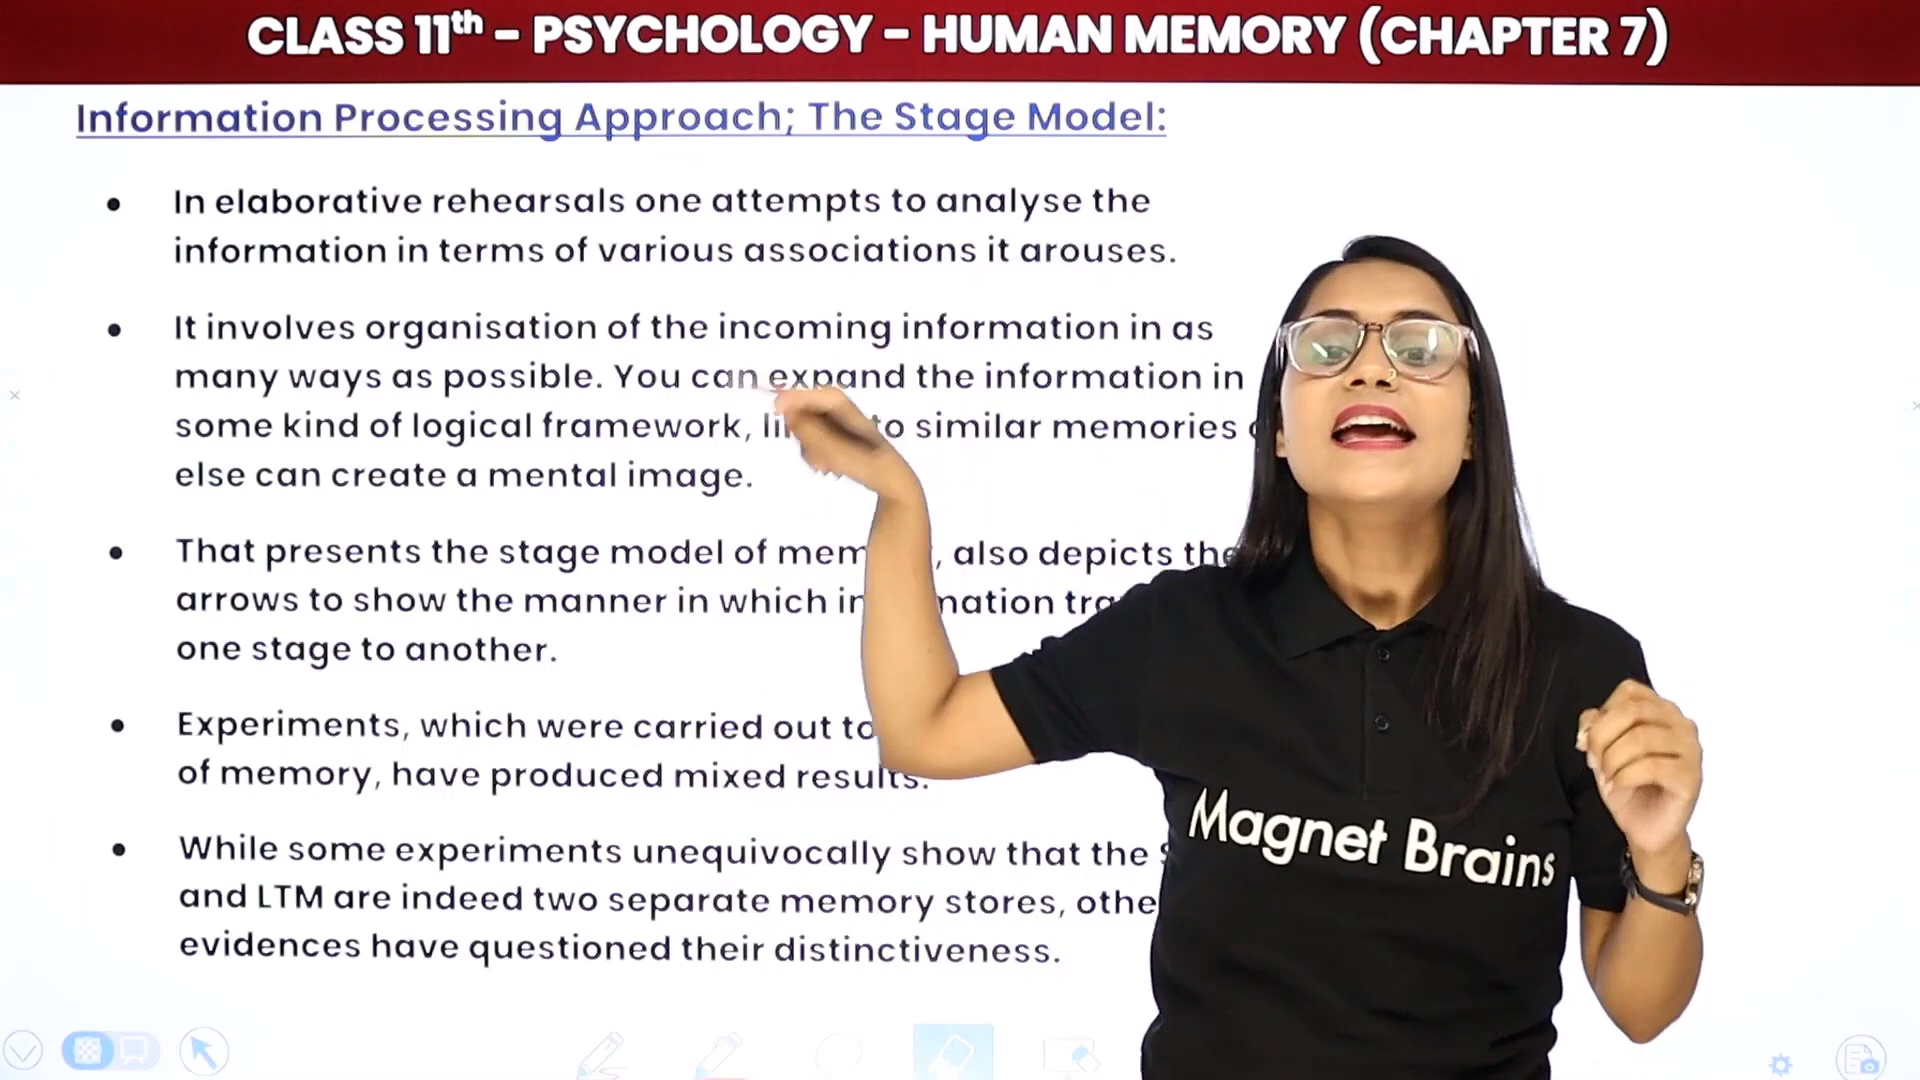 CLASS 11th – PSYCHOLOGY – HUMAN MEMORY (CHAPTER 7)
Information Processing Approach; The Stage Model:
• In elaborative rehearsals one attempts to analyse the
information in terms of various associations it arouses.
• It involves organisation of the incoming information in as
many ways as possible. You can expand the information in
some kind of logical framework, to similar memories
else can create a mental image.
• That presents the stage model of also depicts the
arrows to show the manner in which
one stage to another.
• Experiments, which were carried out to
of memory, have produced mixed results.
• While some experiments unequivocally show that the
and LTM are indeed two separate memory stores,
evidences have questioned their distinctiveness.
Magnet Brains